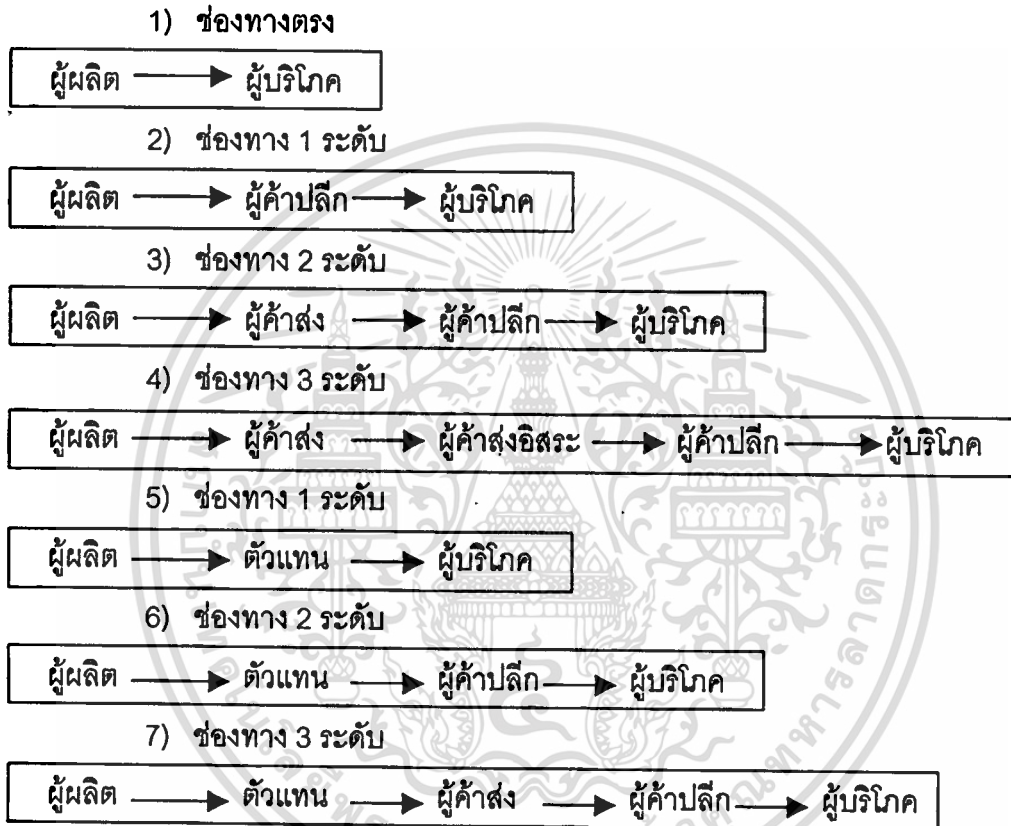 1) ช่องทางตรง
ผู้ผลิต → ผู้บริโภค
2) ช่องทาง 1 ระดับ
ผู้ผลิต → ผู้ค้าปลีก → ผู้บริโภค
3) ช่องทาง 2 ระดับ
ผู้ผลิต → ผู้ค้าส่ง → ผู้ค้าปลีก → ผู้บริโภค
4) ช่องทาง 3 ระดับ
ผู้ผลิต → ผู้ค้าส่ง → ผู้ค้าส่งอิสระ → ผู้ค้าปลีก → ผู้บริโภค
5) ช่องทาง 1 ระดับ
ผู้ผลิต → ตัวแทน → ผู้บริโภค
6) ช่องทาง 2 ระดับ
ผู้ผลิต → ตัวแทน → ผู้ค้าปลีก → ผู้บริโภค
7) ช่องทาง 3 ระดับ
ผู้ผลิต → ตัวแทน → ผู้ค้าส่ง → ผู้ค้าปลีก → ผู้บริโภค